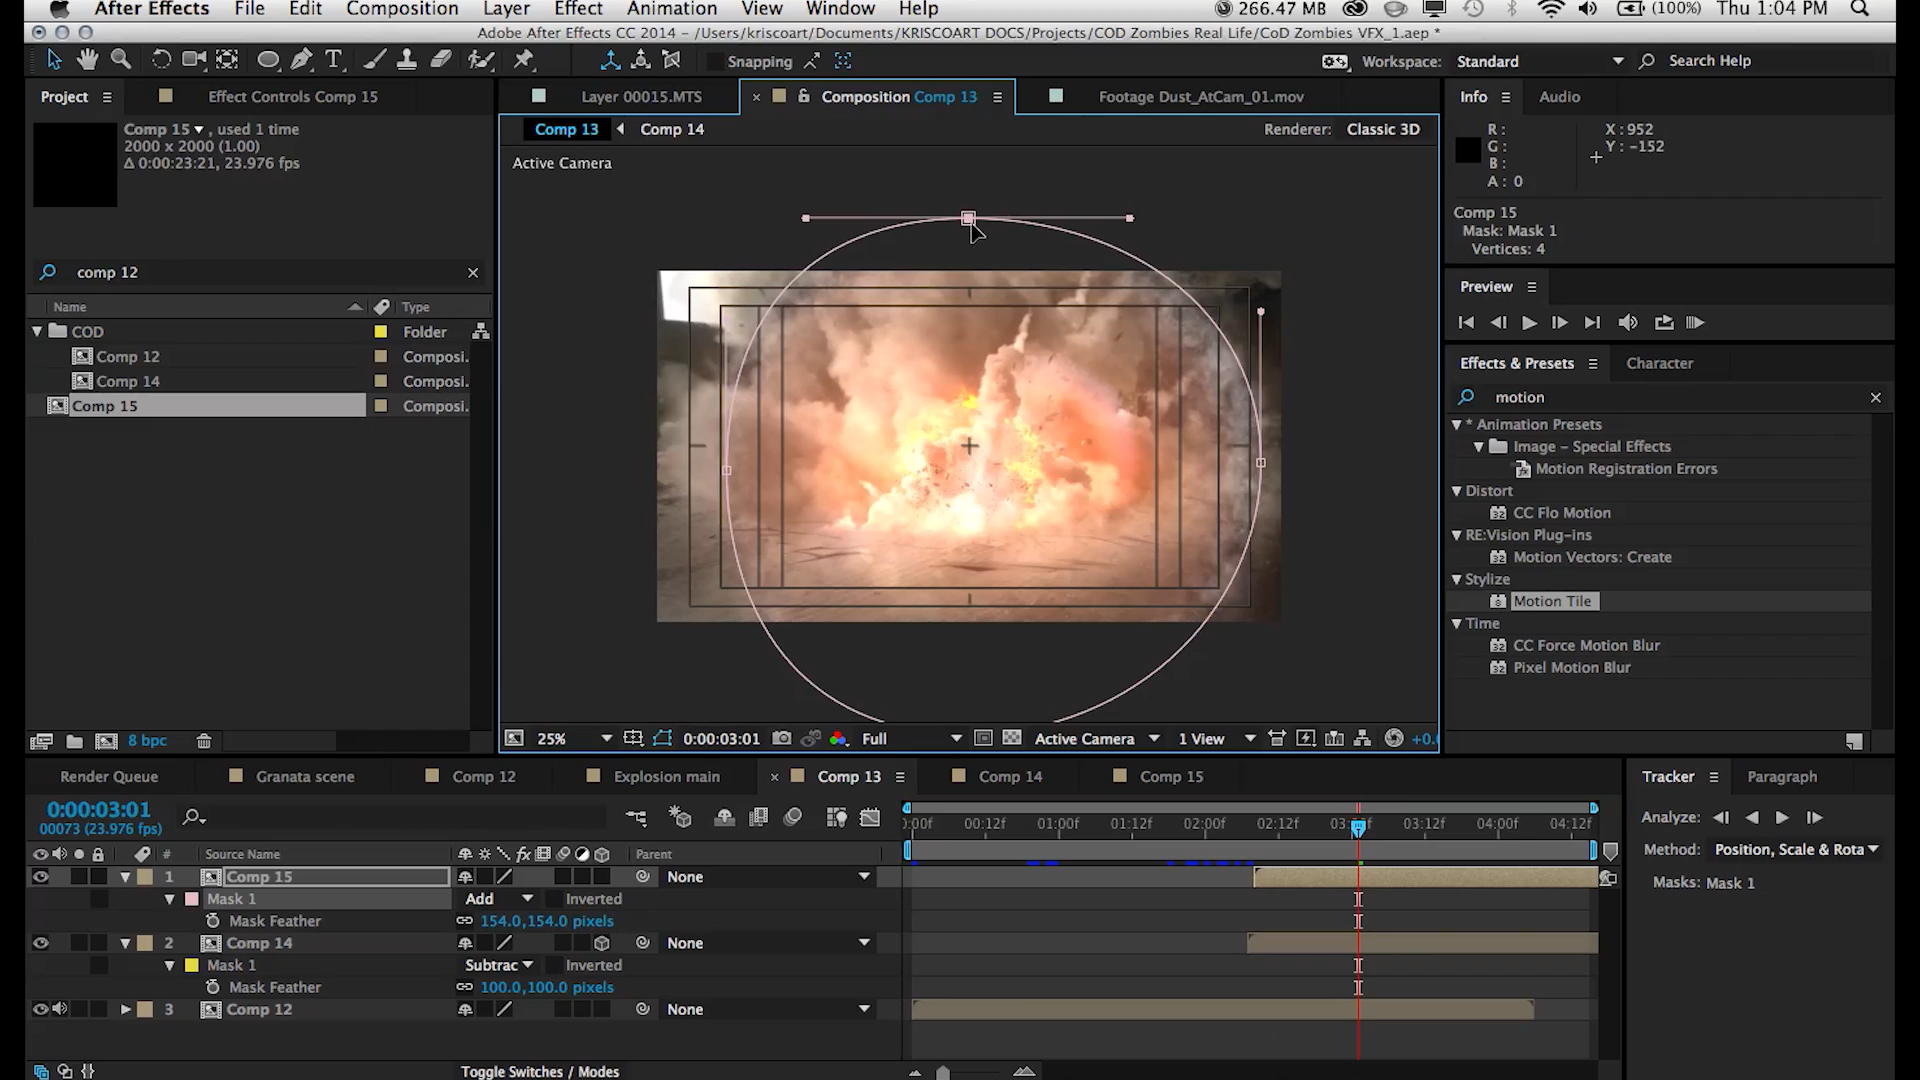 After Effects File Edit Composition Layer Effect Animation View Window Help 266.47 MB (100%) Thu 1:04 PM
Adobe After Effects CC 2014 - /Users/kriscoart/Documents/KRISCOART DOCS/Projects/COD Zombies Real Life/CoD Zombies VFX_1.aep *
Snapping Workspace: Standard Search Help
Project Effect Controls Comp 15 Layer 00015.MTS × Composition Comp 13 Footage Dust_AtCam_01.mov Info Audio
Comp 15 , used 1 time
2000 x 2000 (1.00)
Δ 0:00:23:21, 23.976 fps
Comp 13 Comp 14 Renderer: Classic 3D
Active Camera
R: X: 952
G: Y: -152
B:
A: 0
Comp 15
Mask: Mask 1
Vertices: 4
comp 12
Name Type
COD Folder
Comp 12 Composi.
Comp 14 Composi.
Comp 15 Composi.
Preview
Effects & Presets Character
motion
* Animation Presets
Image - Special Effects
Motion Registration Errors
Distort
CC Flo Motion
RE:Vision Plug-ins
Motion Vectors: Create
Stylize
Motion Tile
Time
CC Force Motion Blur
Pixel Motion Blur
8 bpc
25% 0:00:03:01 Full Active Camera 1 View +0.
Render Queue Granata scene Comp 12 Explosion main × Comp 13 Comp 14 Comp 15 Tracker Paragraph
0:00:03:01
00073 (23.976 fps)
:00f 00:12f 01:00f 01:12f 02:00f 02:12f 03: 03:12f 04:00f 04:12f
Analyze:
Method: Position, Scale & Rota
Masks: Mask 1
# Source Name fx Parent
1 Comp 15 None
Mask 1 Add Inverted
Mask Feather 154.0,154.0 pixels
2 Comp 14 None
Mask 1 Subtrac Inverted
Mask Feather 100.0,100.0 pixels
3 Comp 12 None
Toggle Switches / Modes